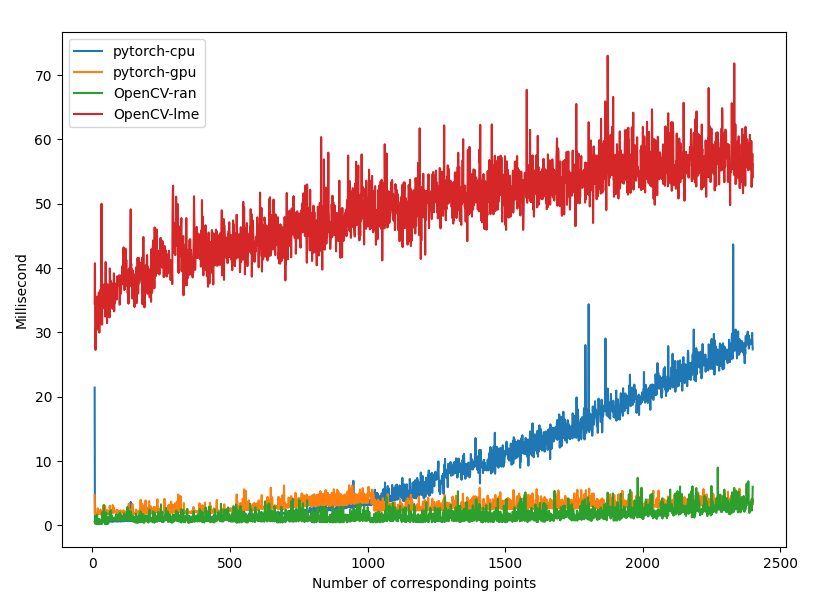 pytorch-cpu
pytorch-gpu
OpenCV-ran
OpenCV-lme
70
60
50
40
30
20
10
0
Millisecond
0 500 1000 1500 2000 2500
Number of corresponding points